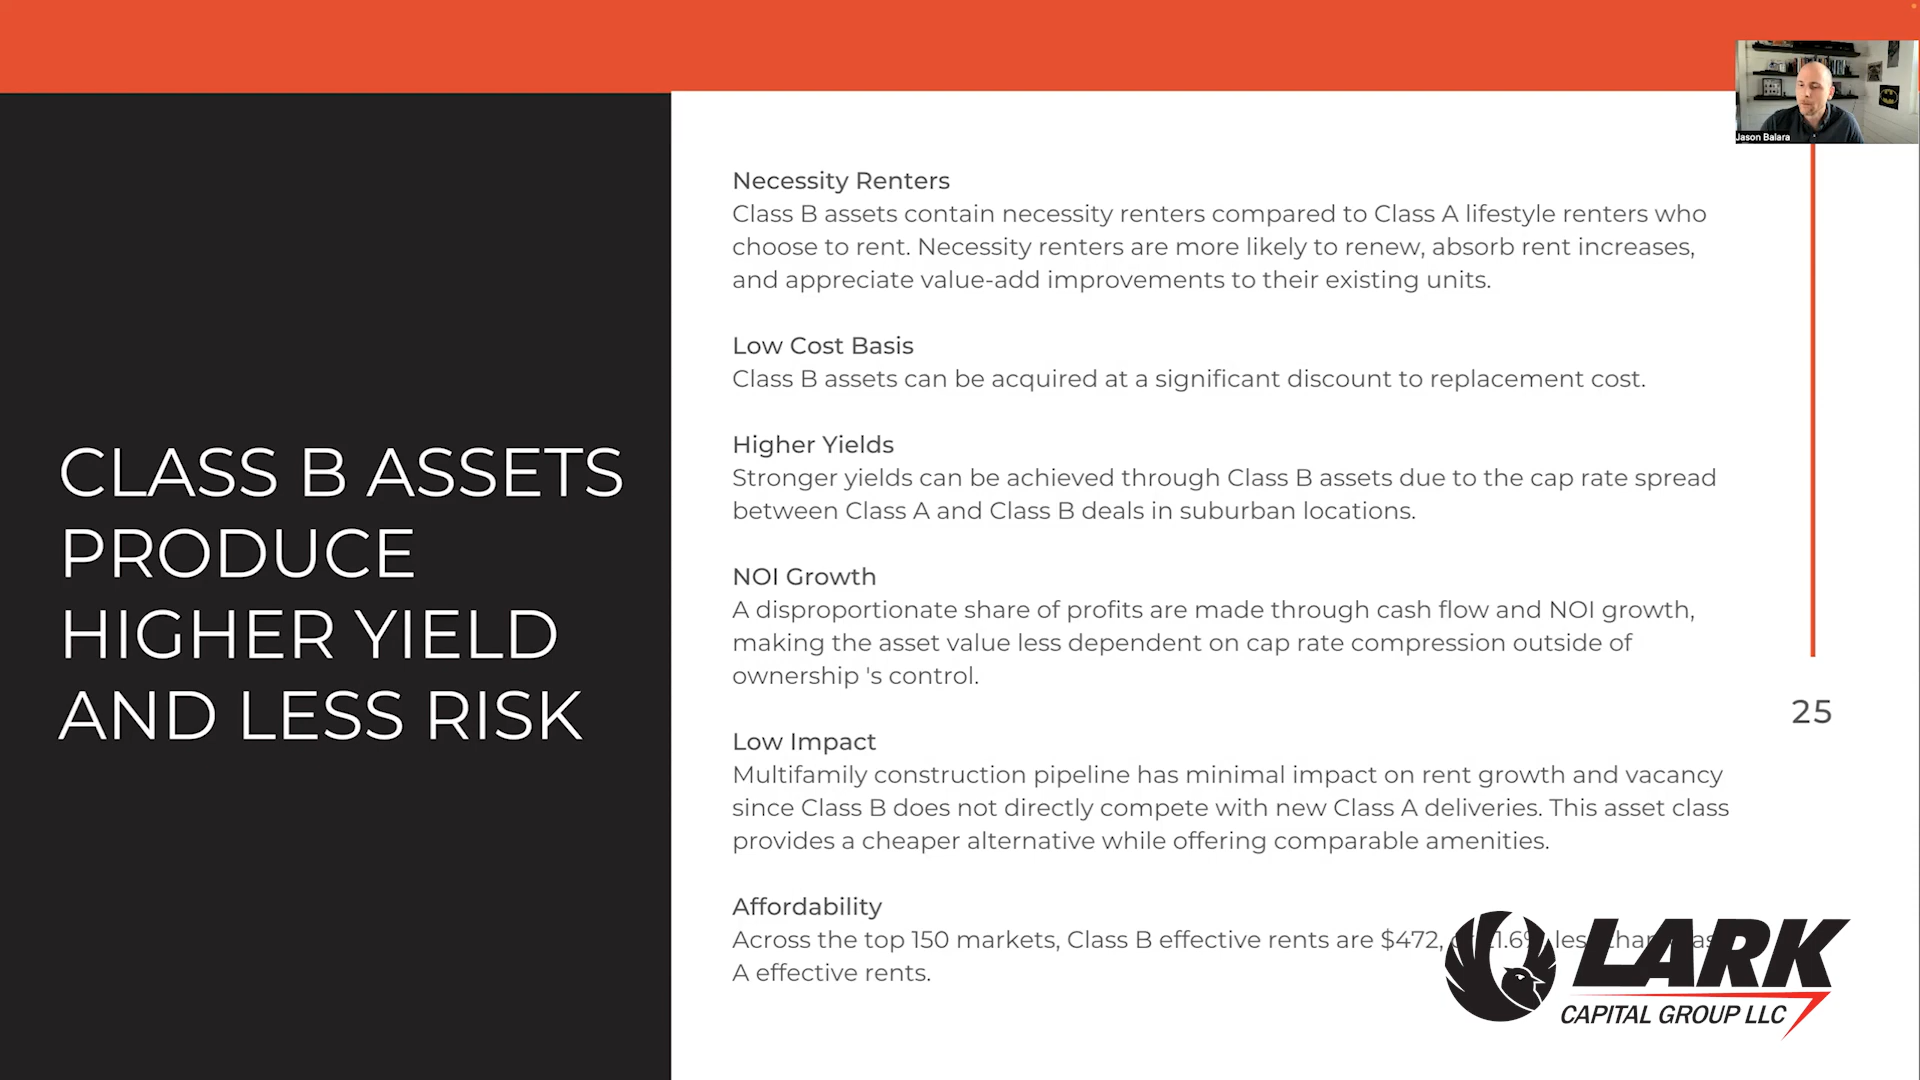 Jason Balara
CLASS B ASSETS
PRODUCE
HIGHER YIELD
AND LESS RISK
Necessity Renters
Class B assets contain necessity renters compared to Class A lifestyle renters who
choose to rent. Necessity renters are more likely to renew, absorb rent increases,
and appreciate value-add improvements to their existing units.
Low Cost Basis
Class B assets can be acquired at a significant discount to replacement cost.
Higher Yields
Stronger yields can be achieved through Class B assets due to the cap rate spread
between Class A and Class B deals in suburban locations.
NOI Growth
A disproportionate share of profits are made through cash flow and NOI growth,
making the asset value less dependent on cap rate compression outside of
ownership 's control.
Low Impact
Multifamily construction pipeline has minimal impact on rent growth and vacancy
since Class B does not directly compete with new Class A deliveries. This asset class
provides a cheaper alternative while offering comparable amenities.
Affordability
Across the top 150 markets, Class B effective rents are $472,
A effective rents.
25
LARK
CAPITAL GROUP LLC